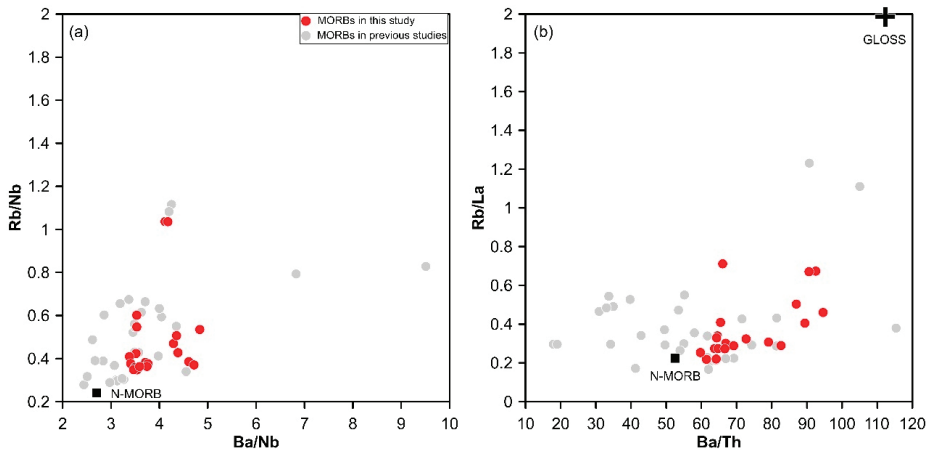 (a)
MORBs in this study
MORBs in previous studies
2
1.8
1.6
1.4
1.2
1
0.8
0.6
0.4
0.2
Rb/Nb
N-MORB
2 3 4 5 6 7 8 9 10
Ba/Nb
(b)
GLOSS
2
1.8
1.6
1.4
1.2
1
0.8
0.6
0.4
0.2
0
Rb/La
N-MORB
10 20 30 40 50 60 70 80 90 100 110 120
Ba/Th